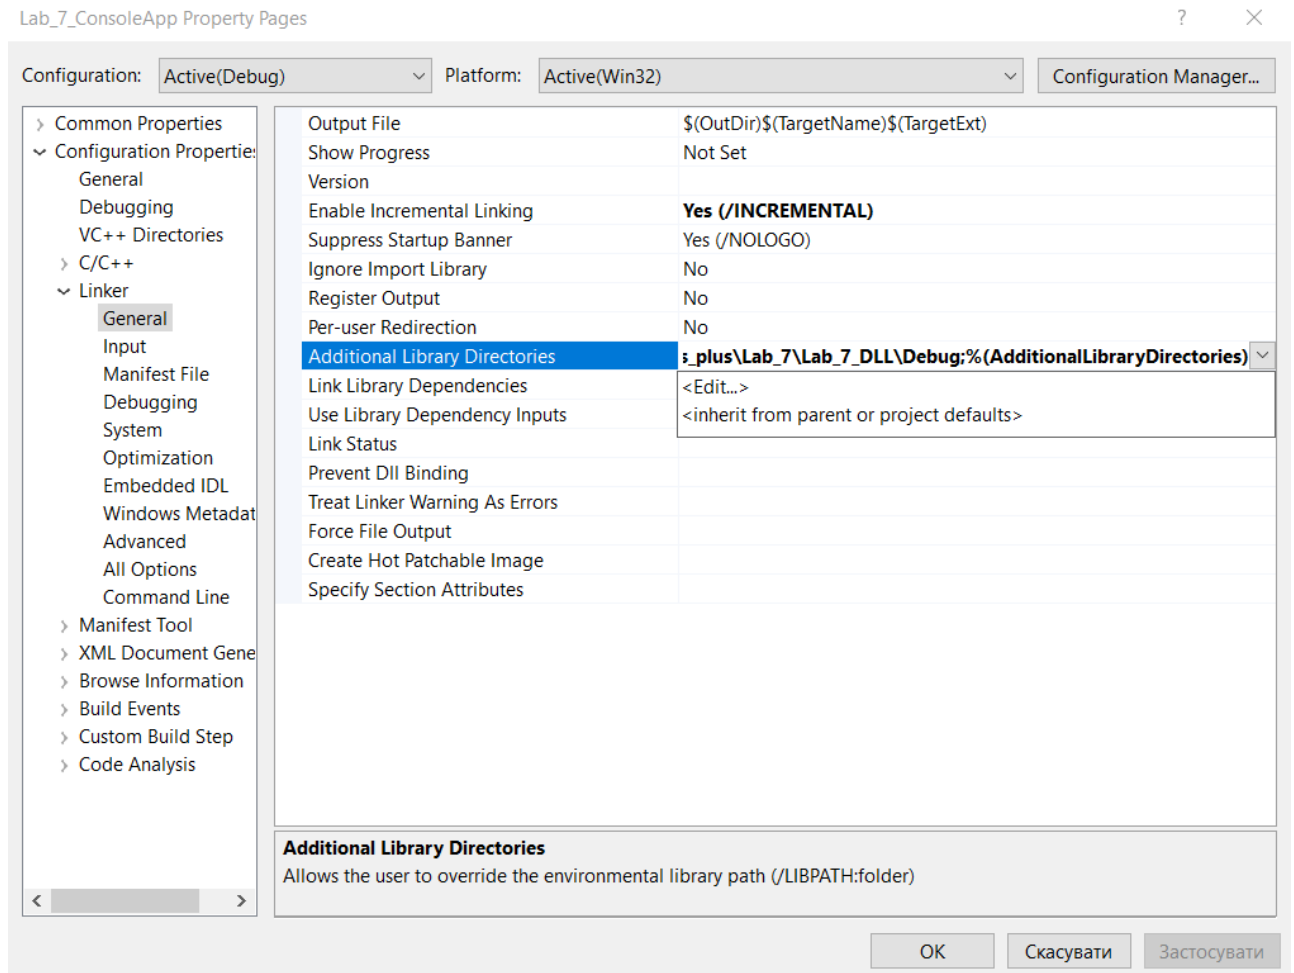 Lab_7_ConsoleApp Property Pages
Configuration: Active(Debug) Platform: Active(Win32) Configuration Manager...
Common Properties
Configuration Properties
General
Debugging
VC++ Directories
C/C++
Linker
General
Input
Manifest File
Debugging
System
Optimization
Embedded IDL
Windows Metadat
Advanced
All Options
Command Line
Manifest Tool
XML Document Gene
Browse Information
Build Events
Custom Build Step
Code Analysis
Output File $(OutDir)$(TargetName)$(TargetExt)
Show Progress Not Set
Version
Enable Incremental Linking Yes (/INCREMENTAL)
Suppress Startup Banner Yes (/NOLOGO)
Ignore Import Library No
Register Output No
Per-user Redirection No
Additional Library Directories s_plus\Lab_7\Lab_7_DLL\Debug;%(AdditionalLibraryDirectories)
Link Library Dependencies <Edit...>
Use Library Dependency Inputs <inherit from parent or project defaults>
Link Status
Prevent Dll Binding
Treat Linker Warning As Errors
Force File Output
Create Hot Patchable Image
Specify Section Attributes
Additional Library Directories
Allows the user to override the environmental library path (/LIBPATH:folder)
OK Скасувати Застосувати